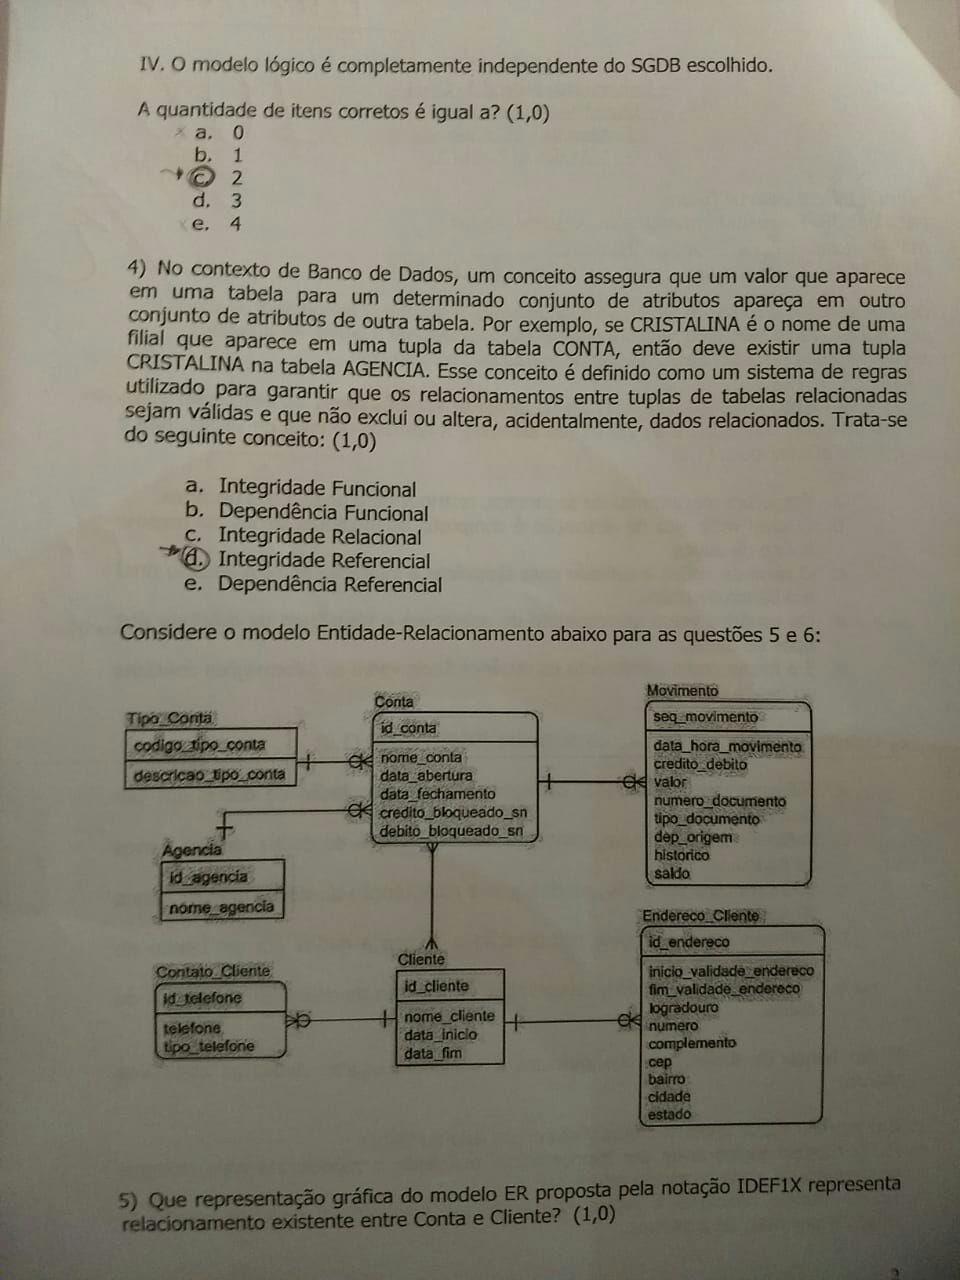 IV. O modelo lógico é completamente independente do SGDB escolhido.
A quantidade de itens corretos é igual a? (1,0)
a. 0
b. 1
c. 2
d. 3
e. 4
4) No contexto de Banco de Dados, um conceito assegura que um valor que aparece
em uma tabela para um determinado conjunto de atributos apareça em outro
conjunto de atributos de outra tabela. Por exemplo, se CRISTALINA é o nome de uma
filial que aparece em uma tupla da tabela CONTA, então deve existir uma tupla
CRISTALINA na tabela AGENCIA. Esse conceito é definido como um sistema de regras
utilizado para garantir que os relacionamentos entre tuplas de tabelas relacionadas
sejam válidas e que não exclui ou altera, acidentalmente, dados relacionados. Trata-se
do seguinte conceito: (1,0)
a. Integridade Funcional
b. Dependência Funcional
c. Integridade Relacional
d. Integridade Referencial
e. Dependência Referencial
Considere o modelo Entidade-Relacionamento abaixo para as questões 5 e 6:
Tipo_Conta
codigo_tipo_conta
descricao_tipo_conta
Conta
id_conta
nome_conta
data_abertura
data_fechamento
credito_bloqueado_sn
debito_bloqueado_sn
Movimento
seq_movimento
data_hora_movimento
credito_debito
valor
numero_documento
tipo_documento
dep_origem
historico
saldo
Agencia
id_agencia
nome_agencia
Contato_Cliente
id_telefone
telefone
tipo_telefone
Cliente
id_cliente
nome_cliente
data_inicio
data_fim
Endereco_Cliente
id_endereco
inicio_validade_endereco
fim_validade_endereco
logradouro
numero
complemento
cep
bairro
cidade
estado
5) Que representação gráfica do modelo ER proposta pela notação IDEF1X representa
relacionamento existente entre Conta e Cliente? (1,0)